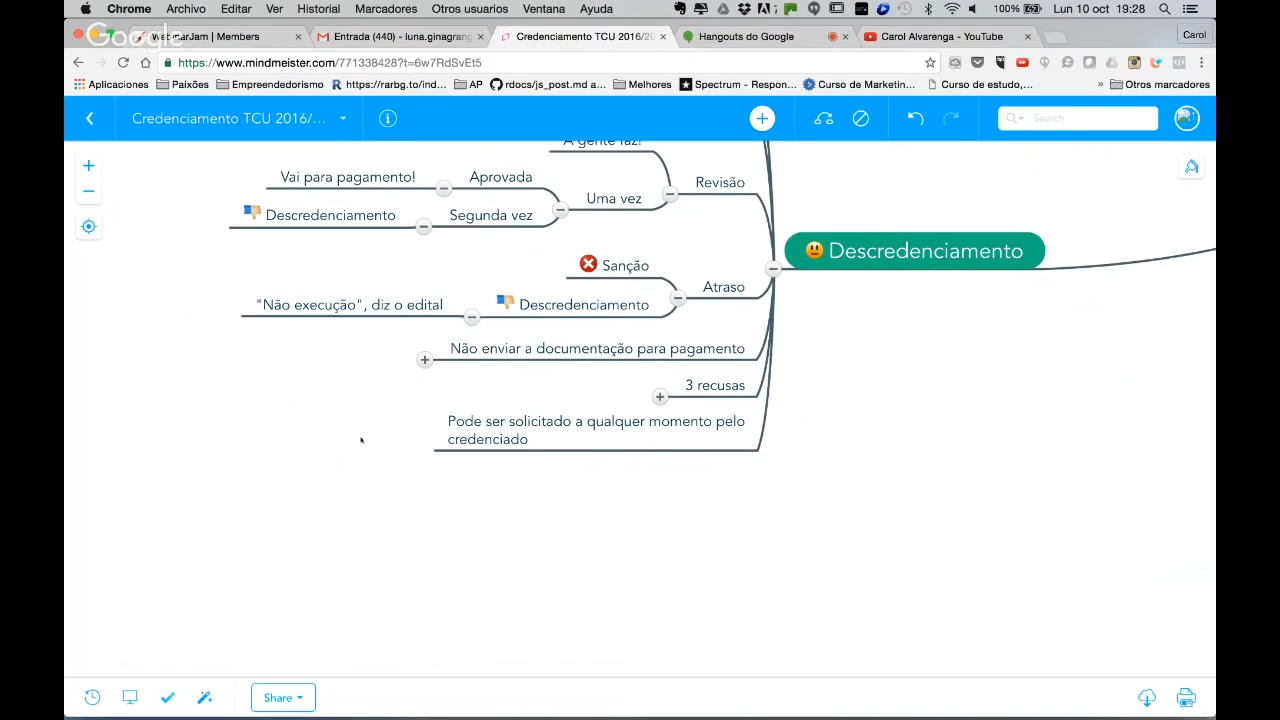 Chrome Archivo Editar Ver Historial Marcadores Otros usuarios Ventana Ayuda 100% Lun 10 oct 19:28
Google
JarJam | Members Entrada (440) - luna.ginagran Credenciamento TCU 2016/20 Hangouts do Google Carol Alvarenga - YouTube Carol
https://www.mindmeister.com/771338428?t=6w7RdSvEt5
Aplicaciones Paixões Empreendedorismo https://rarbg.to/ind... AP rdocs/js_post.md a... Melhores Spectrum - Respon... Curso de Marketin... Curso de estudo,... » Otros marcadores
Credenciamento TCU 2016/... Search
A gente faz!
Vai para pagamento! Aprovada Revisão
Uma vez
Descredenciamento Segunda vez
Descredenciamento
Sanção
Atraso
"Não execução", diz o edital Descredenciamento
Não enviar a documentação para pagamento
3 recusas
Pode ser solicitado a qualquer momento pelo
credenciado
Share